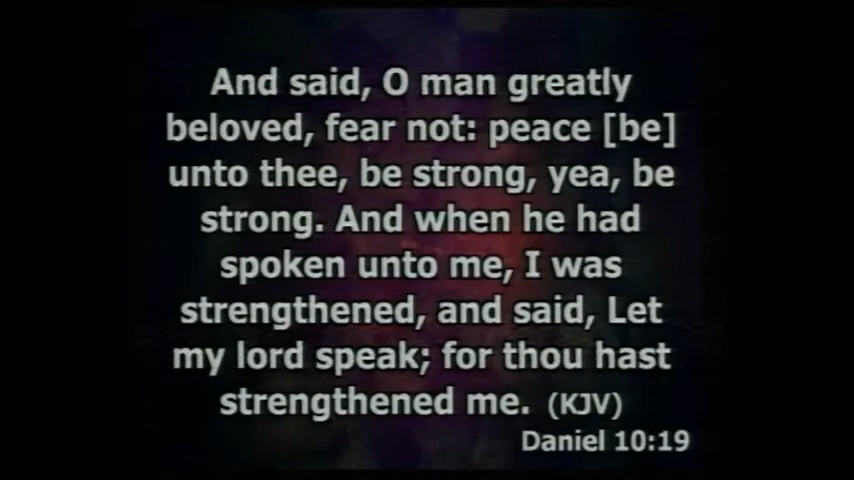 And said, O man greatly
beloved, fear not: peace [be]
unto thee, be strong, yea, be
strong. And when he had
spoken unto me, I was
strengthened, and said, Let
my lord speak; for thou hast
strengthened me. (KJV)
Daniel 10:19